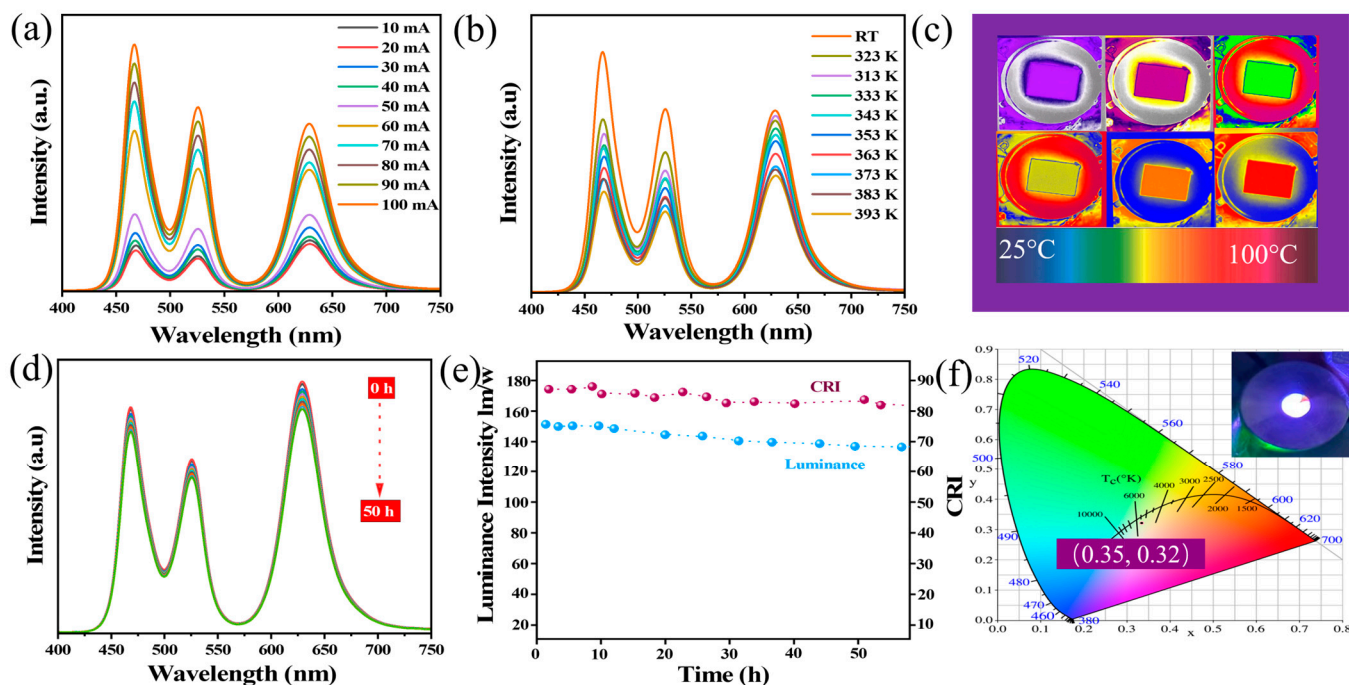 (a)
Intensity (a.u.)
10 mA
20 mA
30 mA
40 mA
50 mA
60 mA
70 mA
80 mA
90 mA
100 mA
400 450 500 550 600 650 700 750
Wavelength (nm)
(b)
Intensity (a.u)
RT
323 K
313 K
333 K
343 K
353 K
363 K
373 K
383 K
393 K
400 450 500 550 600 650 700 750
Wavelength (nm)
(c)
25°C 100°C
(d)
Intensity (a.u)
0 h
50 h
400 450 500 550 600 650 700 750
Wavelength (nm)
(e)
Luminance Intensity lm/w
180
160
140
120
100
80
60
40
20
CRI
Luminance
90
80
70
60
50
40
30
20
10
CRI
0 10 20 30 40 50
Time (h)
(f)
0.9
0.8
0.7
0.6
0.5
0.4
0.3
0.2
0.1
0.0
y
520
540
560
500
580
600
620
700
490
480
470
460
380
Tc(°K)
10000
6000
4000
3000
2500
2000
1500
(0.35, 0.32)
0.0 0.1 0.2 0.3 0.4 0.5 0.6 0.7 0.8
x